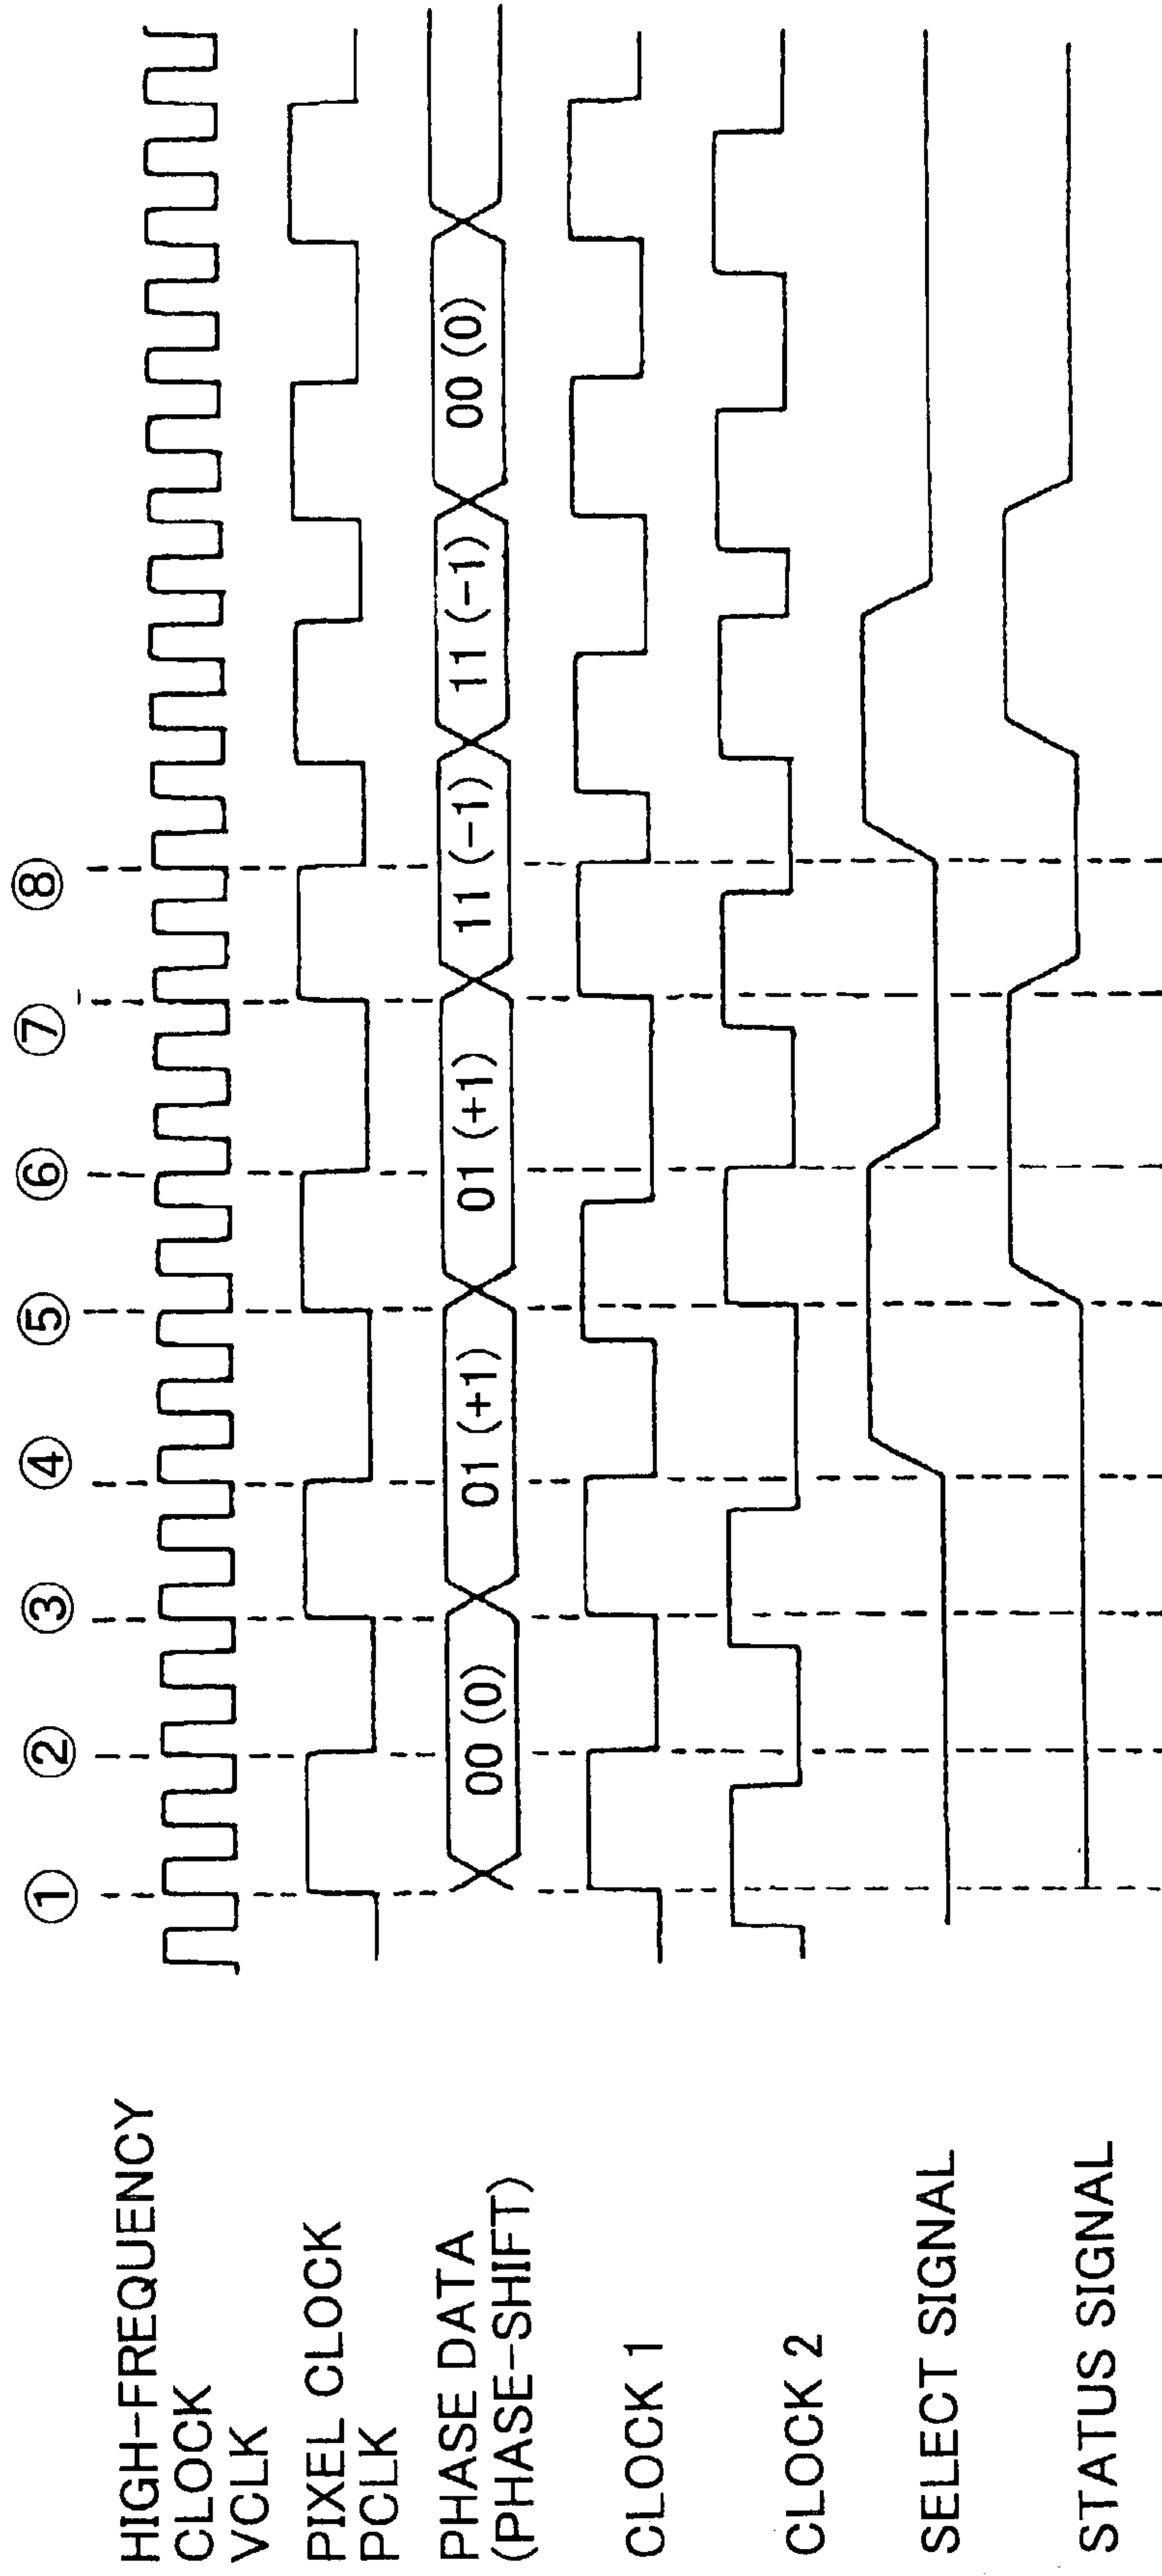 ① ② ③ ④ ⑤ ⑥ ⑦ ⑧
HIGH-FREQUENCY
CLOCK
VCLK
PIXEL CLOCK
PCLK
PHASE DATA
(PHASE-SHIFT)
00 (0) 01 (+1) 01 (+1) 11 (-1) 11 (-1) 00 (0)
CLOCK 1
CLOCK 2
SELECT SIGNAL
STATUS SIGNAL